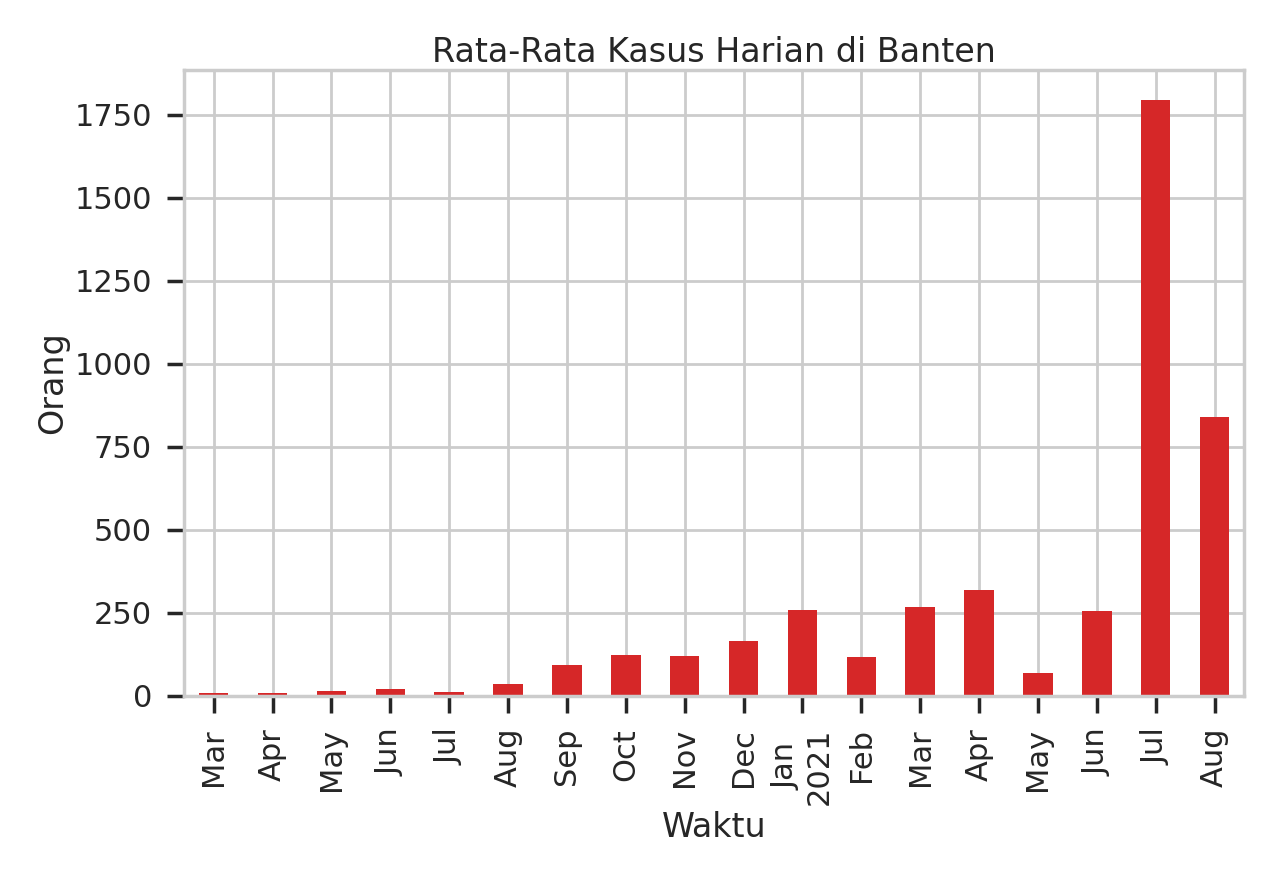 Rata-Rata Kasus Harian di Banten
Orang
1750
1500
1250
1000
750
500
250
0
Mar
Apr
May
Jun
Jul
Aug
Sep
Oct
Nov
Dec
Jan
2021
Feb
Mar
Apr
May
Jun
Jul
Aug
Waktu